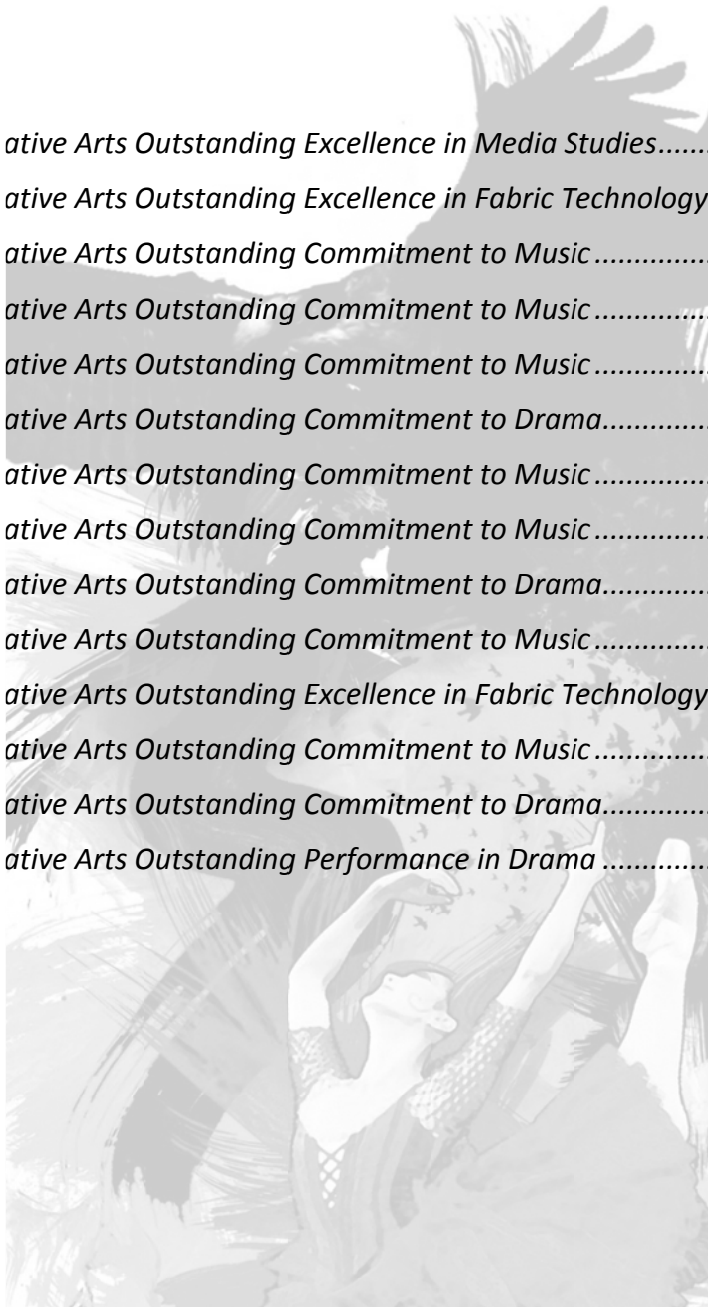 ative Arts Outstanding Excellence in Media Studies......
ative Arts Outstanding Excellence in Fabric Technology
ative Arts Outstanding Commitment to Music..............
ative Arts Outstanding Commitment to Music..............
ative Arts Outstanding Commitment to Music..............
ative Arts Outstanding Commitment to Drama.............
ative Arts Outstanding Commitment to Music..............
ative Arts Outstanding Commitment to Music..............
ative Arts Outstanding Commitment to Drama.............
ative Arts Outstanding Commitment to Music..............
ative Arts Outstanding Excellence in Fabric Technology
ative Arts Outstanding Commitment to Music..............
ative Arts Outstanding Commitment to Drama.............
ative Arts Outstanding Performance in Drama.............